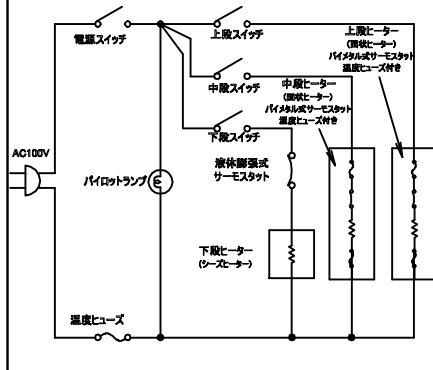 電源スイッチ
上段スイッチ
上段ヒーター
(面状ヒーター)
バイメタル式サーモスタット
温度ヒューズ付き
中段スイッチ
中段ヒーター
(面状ヒーター)
バイメタル式サーモスタット
温度ヒューズ付き
下段スイッチ
AC100V
液体膨張式
サーモスタット
パイロットランプ
下段ヒーター
(シーズヒーター)
温度ヒューズ